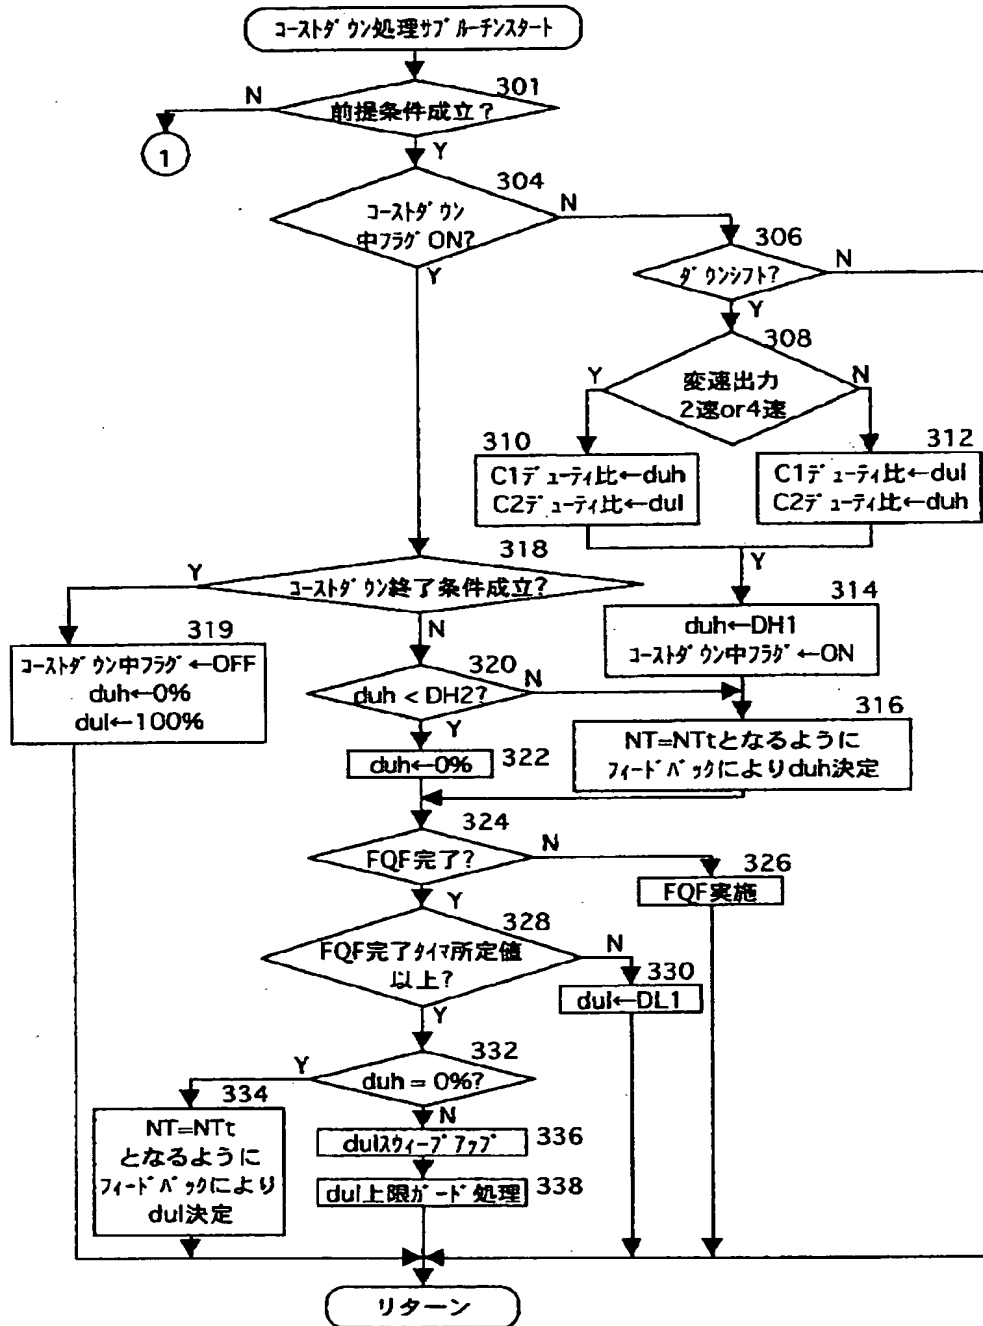 コーストダウン処理サブルーチンスタート
301
N
前提条件成立?
1
Y
304
コーストダウン
中フラグON?
N
Y
306
ダウンシフト?
N
Y
308
変速出力
2速or4速
Y
N
310
C1デューティ比←duh
C2デューティ比←dul
312
C1デューティ比←dul
C2デューティ比←duh
Y
318
Y
コーストダウン終了条件成立?
N
314
duh←DH1
コーストダウン中フラグ←ON
319
コーストダウン中フラグ←OFF
duh←0%
dul←100%
320
duh < DH2?
N
Y
316
NT=NTtとなるように
フィードバックによりduh決定
duh←0%
322
324
FQF完了?
N
Y
326
FQF実施
328
FQF完了タイマ所定値
以上?
N
Y
330
dul←DL1
332
duh = 0%?
Y
N
334
NT=NTt
となるように
フィードバックにより
dul決定
dulスウィープアップ
336
dul上限ガード処理
338
リターン